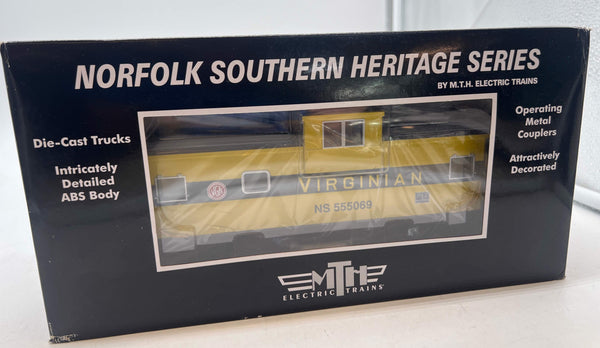 NORFOLK SOUTHERN HERITAGE SERIES
BY M.T.H. ELECTRIC TRAINS
Die-Cast Trucks
Intricately
Detailed
ABS Body
Operating
Metal
Couplers
Attractively
Decorated
VIRGINIAN
NS 555069
MTH
ELECTRIC TRAINS